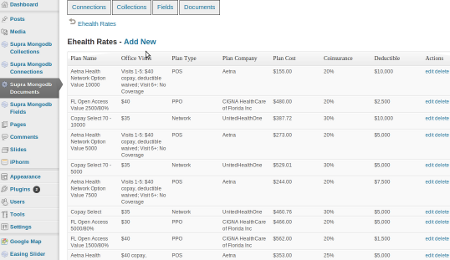 Dashboard
Posts
Media
Supra Mongodb
Collections
Supra Mongodb
Connections
Supra Mongodb
Documents
Supra Mongodb
Fields
Pages
Comments
Slides
IPhorm
Appearance
Plugins
Users
Tools
Settings
Google Map
Easing Slider
Connections Collections Fields Documents
Ehealth Rates
Ehealth Rates - Add New
Plan Name Office Visit Plan Type Plan Company Plan Cost Coinsurance Deductible Actions
Aetna Health Visits 1-5: $40 POS Aetna $155.00 20% $10,000 edit delete
Network Option copay, deductible
Value 10000 waived; Visit 6+: No
Coverage
FL Open Access $40 PPO CIGNA HealthCare $486.00 20% $2,500 edit delete
Value 2500/80% of Florida Inc
Copay Select 70 - $35 Network UnitedHealthOne $387.72 30% $10,000 edit delete
10000
Aetna Health Visits 1-5: $40 POS Aetna $273.00 20% $5,000 edit delete
Network Option copay, deductible
Value 5000 waived; Visit 6+: No
Coverage
Copay Select 70 - $35 Network UnitedHealthOne $529.01 30% $5,000 edit delete
5000
Aetna Health Visits 1-5: $40 POS Aetna $244.00 20% $7,500 edit delete
Network Option copay, deductible
Value 7500 waived; Visit 6+: No
Coverage
Copay Select $35 Network UnitedHealthOne $460.76 20% $5,000 edit delete
FL Open Access $30 PPO CIGNA HealthCare $466.00 20% $5,000 edit delete
5000/80% of Florida Inc
FL Open Access $40 PPO CIGNA HealthCare $562.00 20% $1,500 edit delete
Value 1500/80% of Florida Inc
Aetna Health $40 copay, POS Aetna $353.00 25% $5,000 edit delete